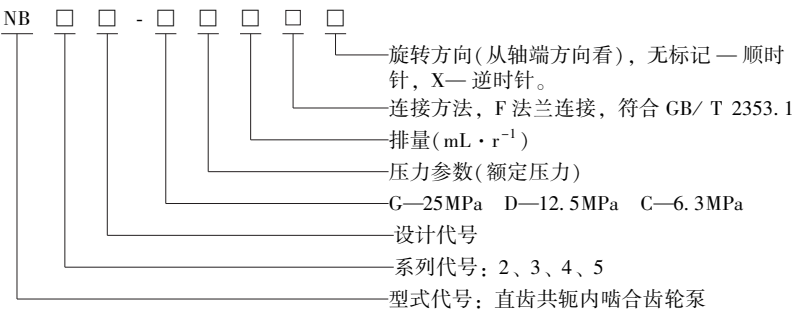 NB □ □ - □ □ □ □ □
旋转方向(从轴端方向看)，无标记 — 顺时
针，X— 逆时针。
连接方法，F 法兰连接，符合 GB/ T 2353.1
排量(mL·r⁻¹)
压力参数(额定压力)
G—25MPa D—12.5MPa C—6.3MPa
设计代号
系列代号：2、3、4、5
型式代号：直齿共轭内啮合齿轮泵